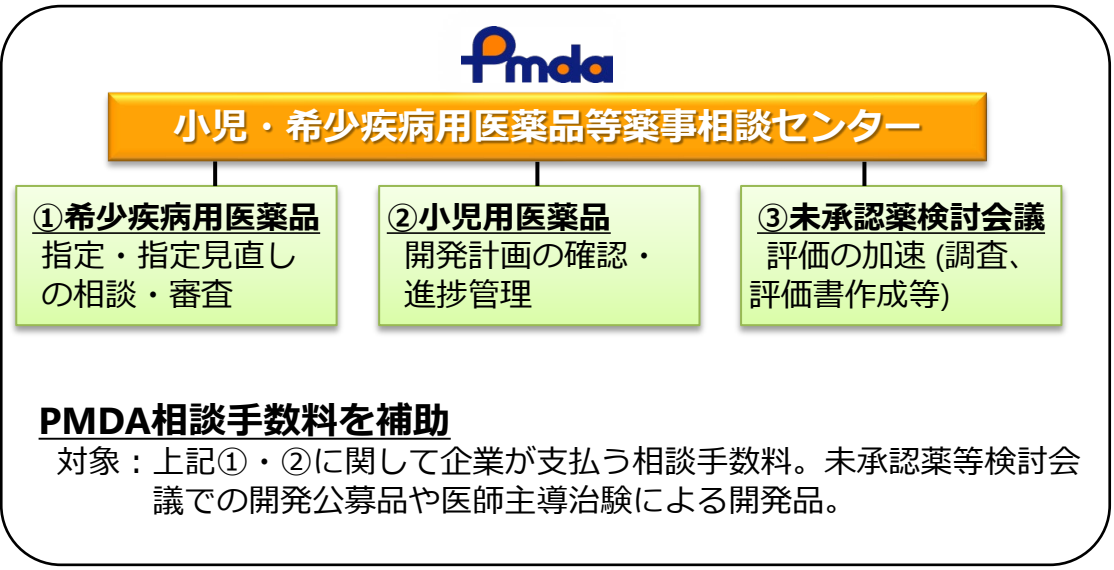 Pmda
小児・希少疾病用医薬品等薬事相談センター
①希少疾病用医薬品
指定・指定見直し
の相談・審査
②小児用医薬品
開発計画の確認・
進捗管理
③未承認薬検討会議
評価の加速 (調査、
評価書作成等)
PMDA相談手数料を補助
対象：上記①・②に関して企業が支払う相談手数料。未承認薬等検討会
議での開発公募品や医師主導治験による開発品。